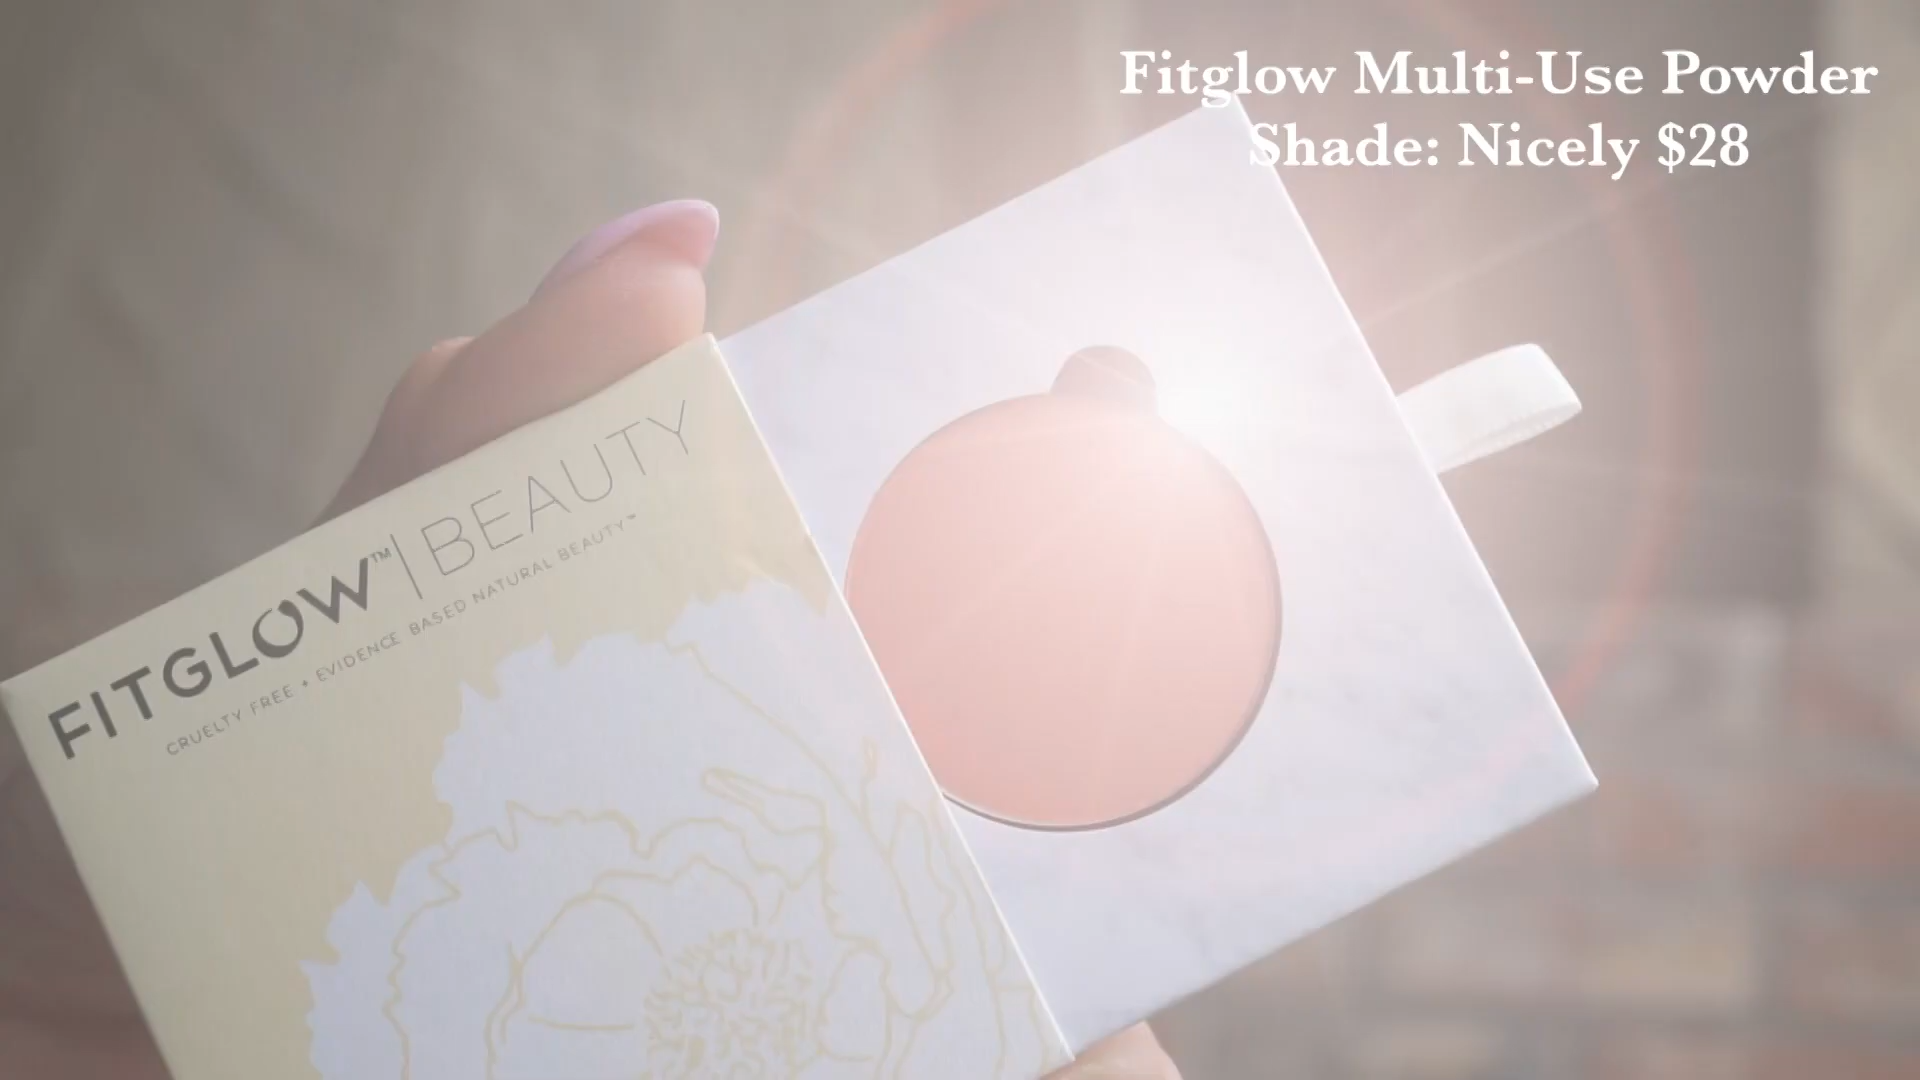 Fitglow Multi-Use Powder
Shade: Nicely $28
FITGLOW™|BEAUTY
CRUELTY FREE + EVIDENCE BASED NATURAL BEAUTY™